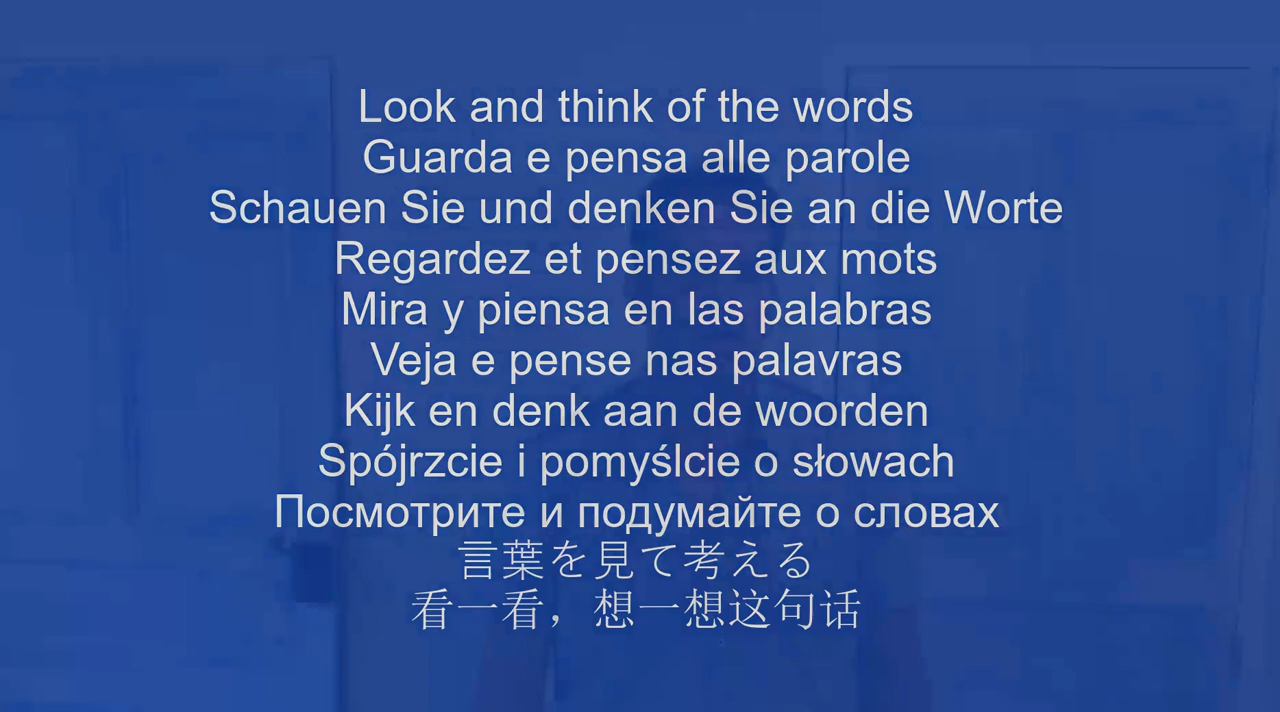 Look and think of the words
Guarda e pensa alle parole
Schauen Sie und denken Sie an die Worte
Regardez et pensez aux mots
Mira y piensa en las palabras
Veja e pense nas palavras
Kijk en denk aan de woorden
Spójrzcie i pomyślcie o słowach
Посмотрите и подумайте о словах
言葉を見て考える
看一看，想一想这句话